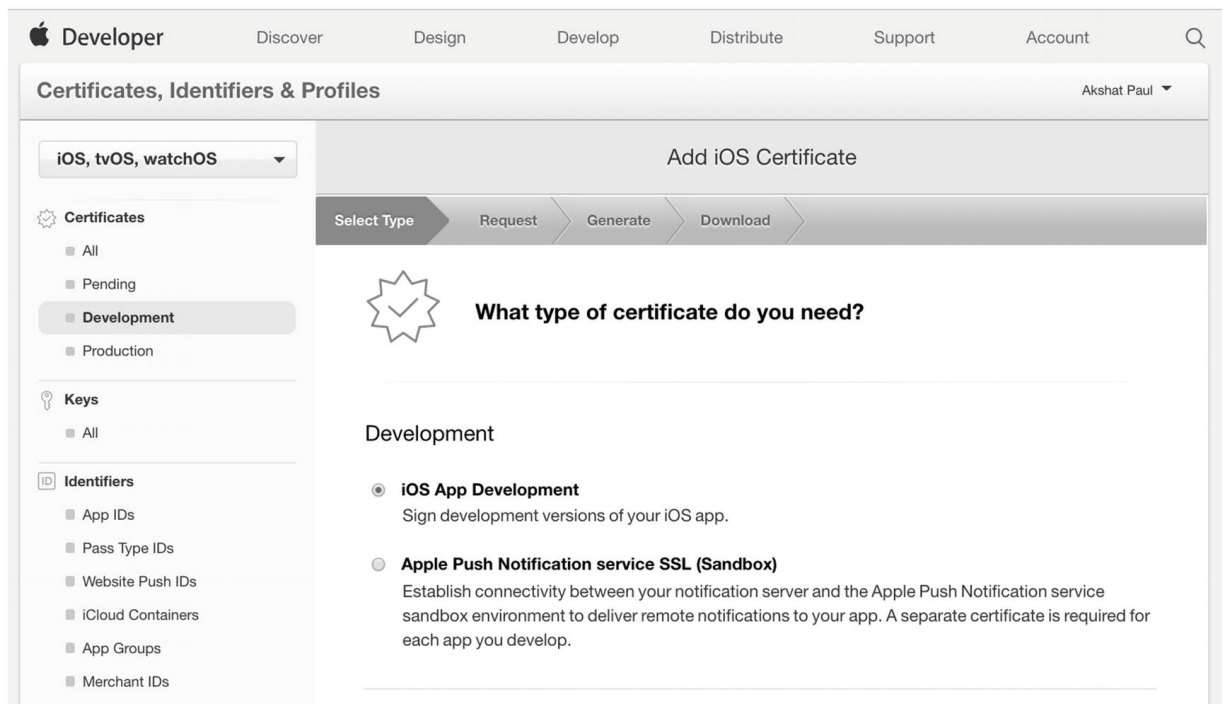 Developer Discover Design Develop Distribute Support Account
Certificates, Identifiers & Profiles Akshat Paul
iOS, tvOS, watchOS
Add iOS Certificate
Certificates
All
Pending
Development
Production
Keys
All
ID Identifiers
App IDs
Pass Type IDs
Website Push IDs
iCloud Containers
App Groups
Merchant IDs
Select Type Request Generate Download
What type of certificate do you need?
Development
iOS App Development
Sign development versions of your iOS app.
Apple Push Notification service SSL (Sandbox)
Establish connectivity between your notification server and the Apple Push Notification service
sandbox environment to deliver remote notifications to your app. A separate certificate is required for
each app you develop.